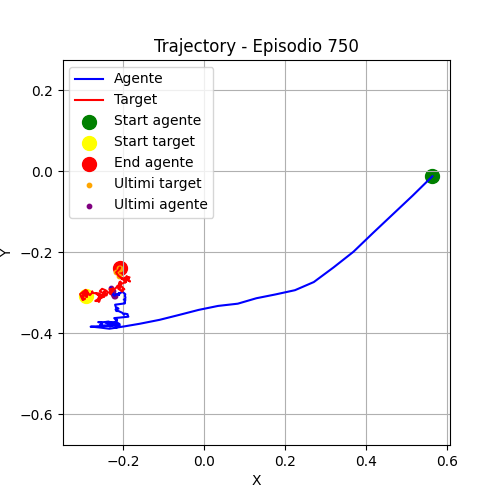 Trajectory - Episodio 750
Agente
Target
Start agente
Start target
End agente
Ultimi target
Ultimi agente
0.2
0.0
−0.2
−0.4
−0.6
Y
−0.2
0.0
0.2
0.4
0.6
X